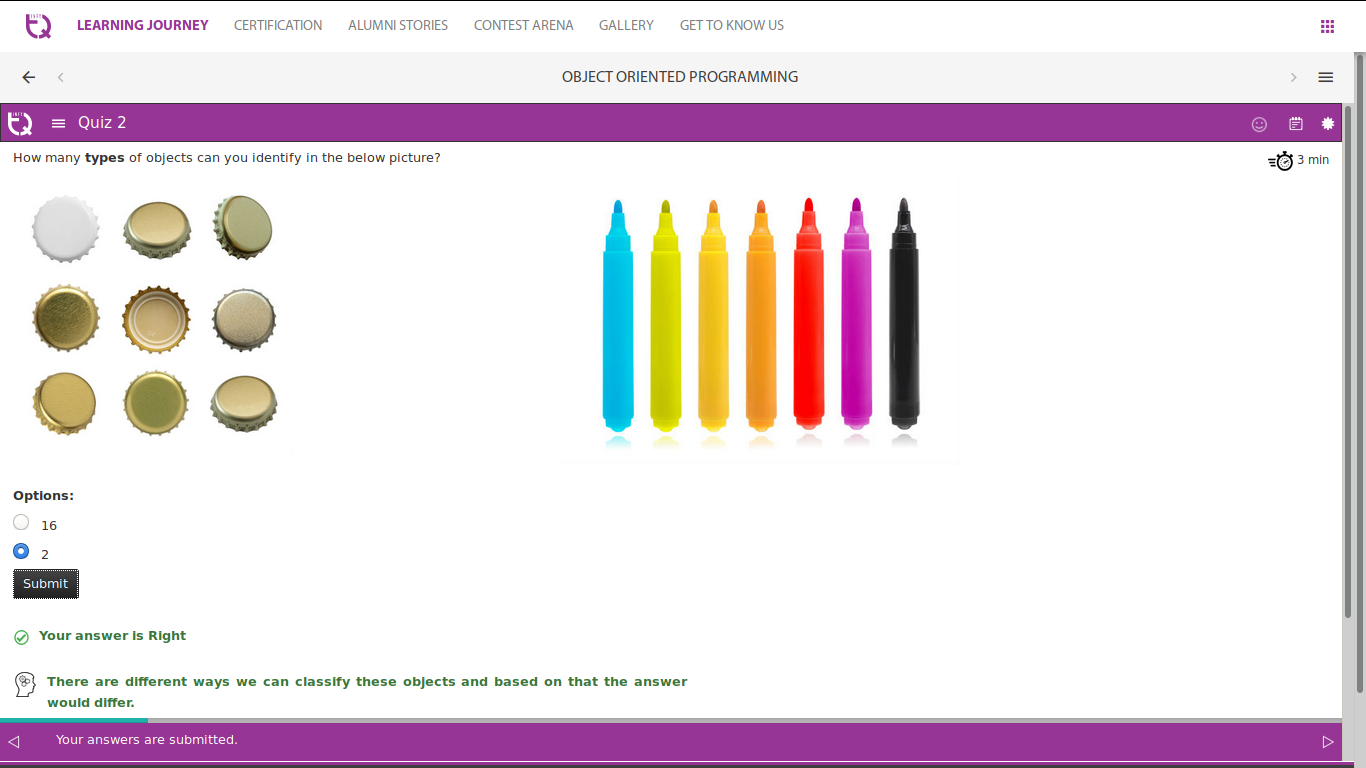 LEARNING JOURNEY CERTIFICATION ALUMNI STORIES CONTEST ARENA GALLERY GET TO KNOW US
OBJECT ORIENTED PROGRAMMING
Quiz 2
How many types of objects can you identify in the below picture?
3 min
Options:
16
2
Submit
Your answer is Right
There are different ways we can classify these objects and based on that the answer
would differ.
Your answers are submitted.